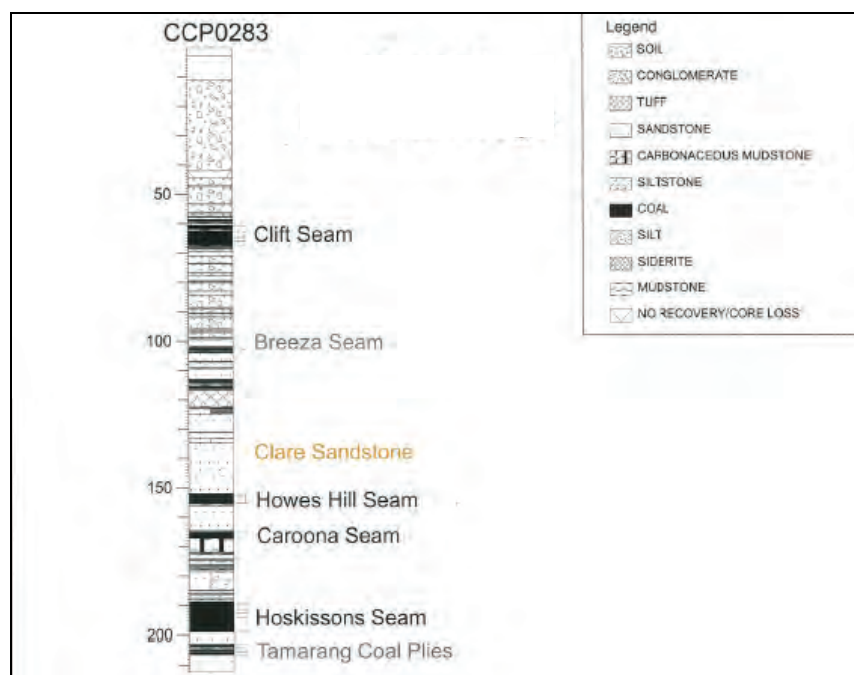 CCP0283
50
Clift Seam
100
Breeza Seam
Clare Sandstone
150
Howes Hill Seam
Caroona Seam
Hoskissons Seam
200
Tamarang Coal Plies
Legend
SOIL
CONGLOMERATE
TUFF
SANDSTONE
CARBONACEOUS MUDSTONE
SILTSTONE
COAL
SILT
SIDERITE
MUDSTONE
NO RECOVERY/CORE LOSS